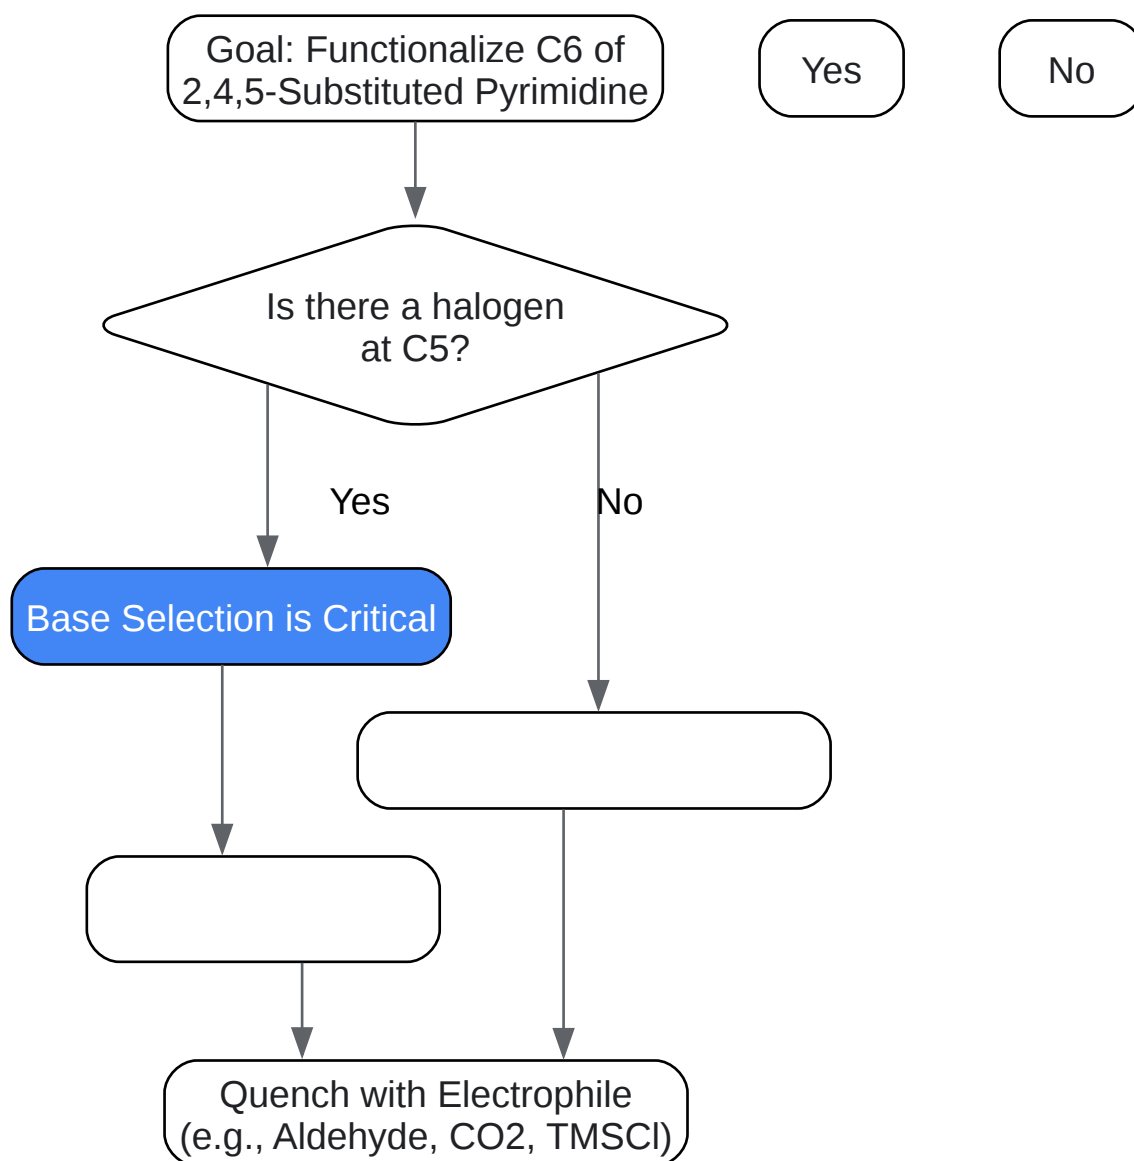 Goal: Functionalize C6 of
2,4,5-Substituted Pyrimidine
Yes
No
Is there a halogen
at C5?
Yes
No
Base Selection is Critical
Quench with Electrophile
(e.g., Aldehyde, CO2, TMSCl)